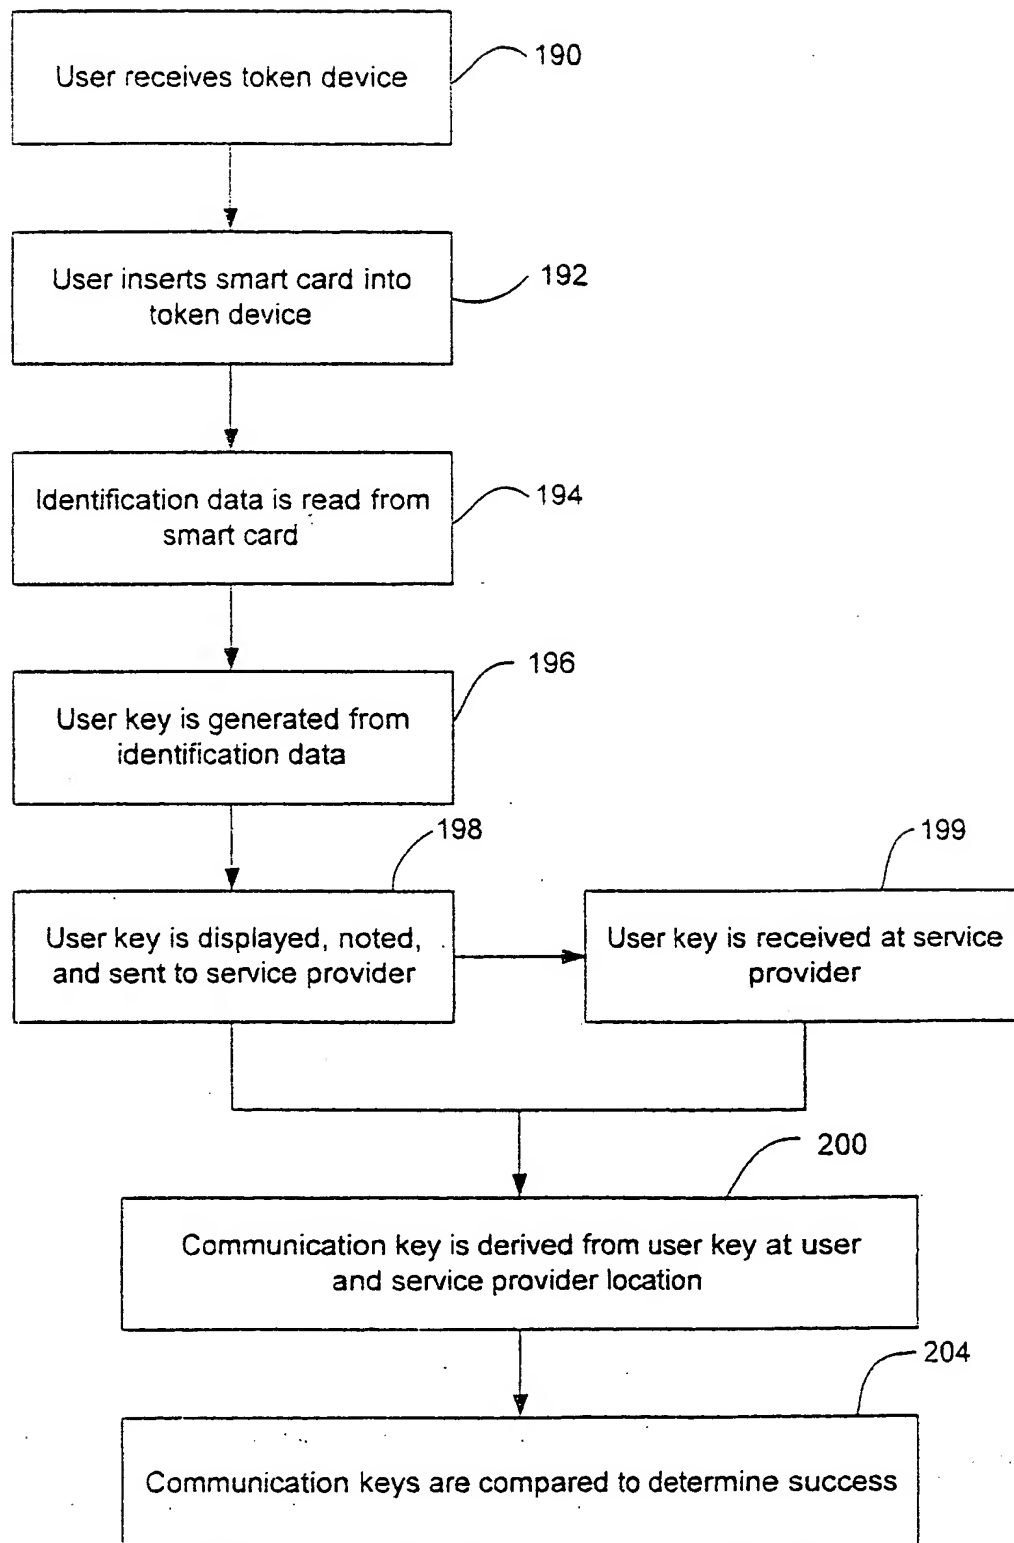 User receives token device
190
User inserts smart card into
token device
192
Identification data is read from
smart card
194
User key is generated from
identification data
196
198
User key is displayed, noted,
and sent to service provider
199
User key is received at service
provider
200
Communication key is derived from user key at user
and service provider location
204
Communication keys are compared to determine success